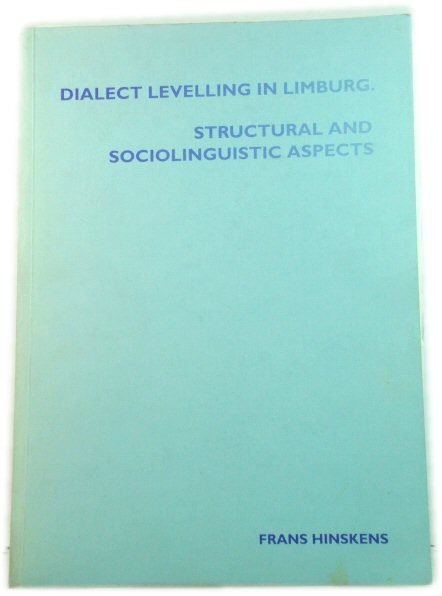 DIALECT LEVELLING IN LIMBURG.
STRUCTURAL AND
SOCIOLINGUISTIC ASPECTS
FRANS HINSKENS